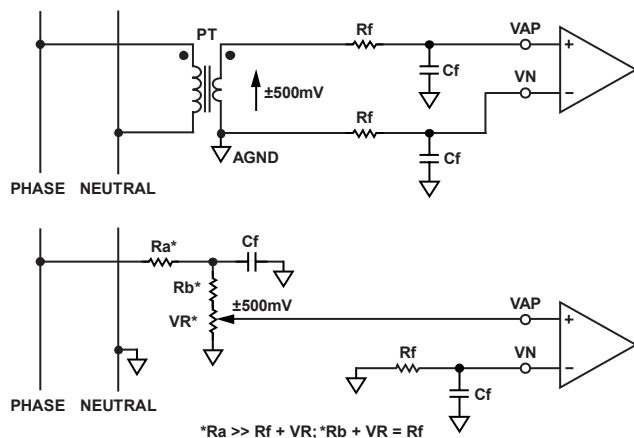 PT
Rf
VAP
Cf
VN
±500mV
Rf
AGND
Cf
PHASE NEUTRAL
Ra*
Cf
Rb*
±500mV
VR*
VAP
Rf
VN
Cf
PHASE NEUTRAL
*Ra >> Rf + VR; *Rb + VR = Rf